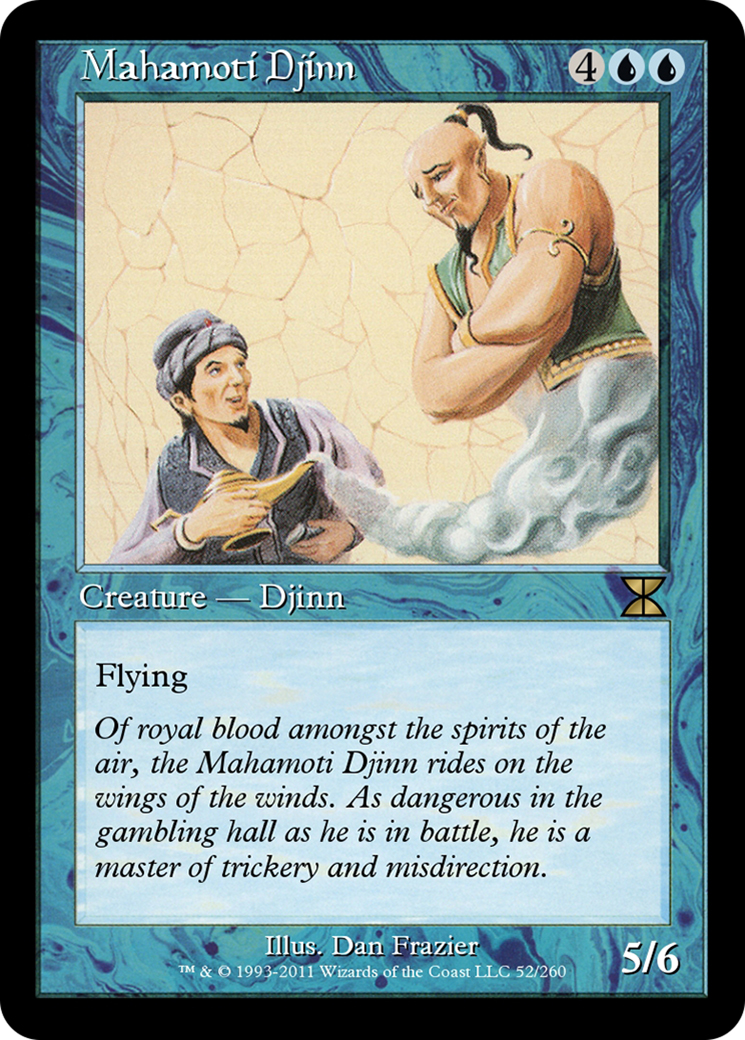 Mahamoti Djinn 4
Creature — Djinn
Flying
Of royal blood amongst the spirits of the
air, the Mahamoti Djinn rides on the
wings of the winds. As dangerous in the
gambling hall as he is in battle, he is a
master of trickery and misdirection.
Illus. Dan Frazier
™ & © 1993-2011 Wizards of the Coast LLC 52/260
5/6